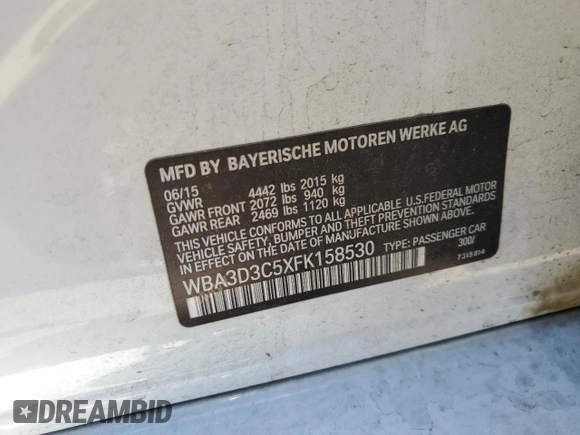 MFD BY BAYERISCHE MOTOREN WERKE AG
06/15
GVWR 4442 lbs 2015 kg
GAWR FRONT 2072 lbs 940 kg
GAWR REAR 2469 lbs 1120 kg
THIS VEHICLE CONFORMS TO ALL APPLICABLE U.S.FEDERAL MOTOR
VEHICLE SAFETY, BUMPER, AND THEFT PREVENTION STANDARDS
IN EFFECT ON THE DATE OF MANUFACTURE SHOWN ABOVE.
WBA3D3C5XFK158530 TYPE: PASSENGER CAR
300/
7315814
DREAMBID